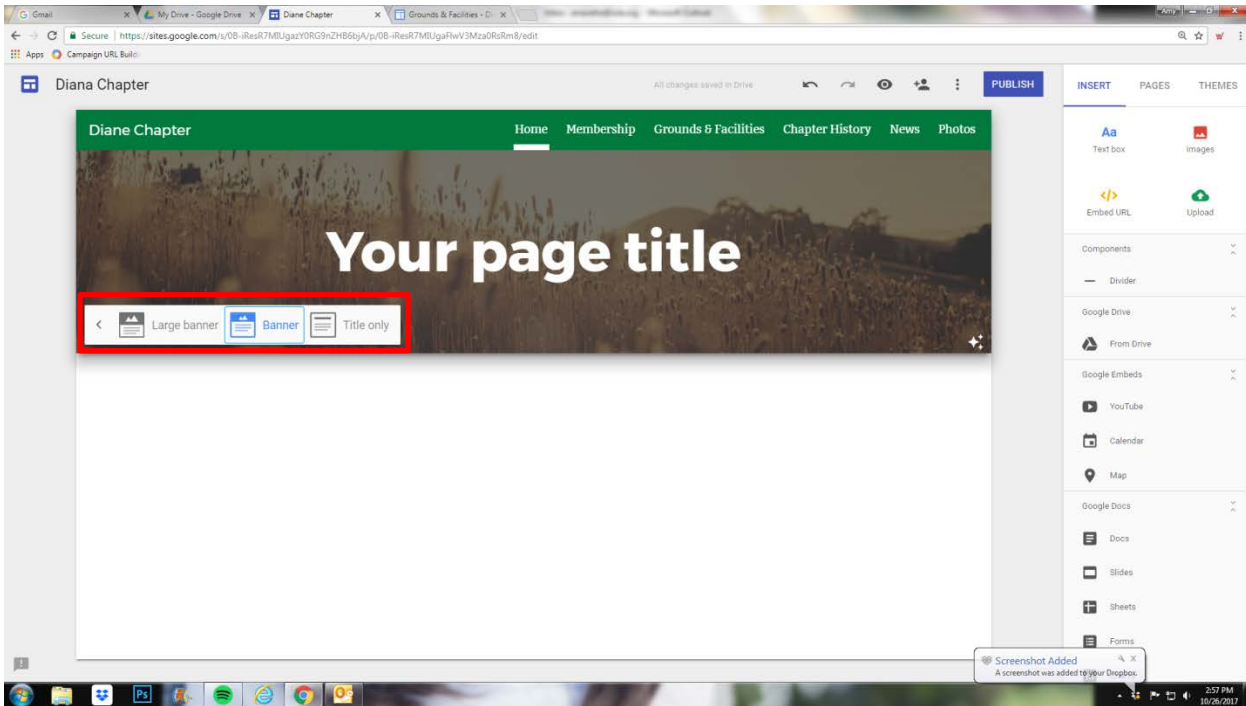 Gmail My Drive - Google Drive Diane Chapter Grounds & Facilities - D
Amy
Secure https://sites.google.com/s/0B-iResR7MlUgazY0RG9nZHB6bjA/p/0B-iResR7MlUgaFlwV3Mza0RsRm8/edit
Apps Campaign URL Build
Diana Chapter All changes saved in Drive PUBLISH INSERT PAGES THEMES
Diane Chapter Home Membership Grounds & Facilities Chapter History News Photos
Aa
Text box Images
Your page title
</>
Embed URL Upload
Components
Divider
Large banner Banner Title only
Google Drive
From Drive
Google Embeds
YouTube
Calendar
Map
Google Docs
Docs
Slides
Sheets
Forms
Screenshot Added
A screenshot was added to your Dropbox.
Ps
2:57 PM
10/26/2017